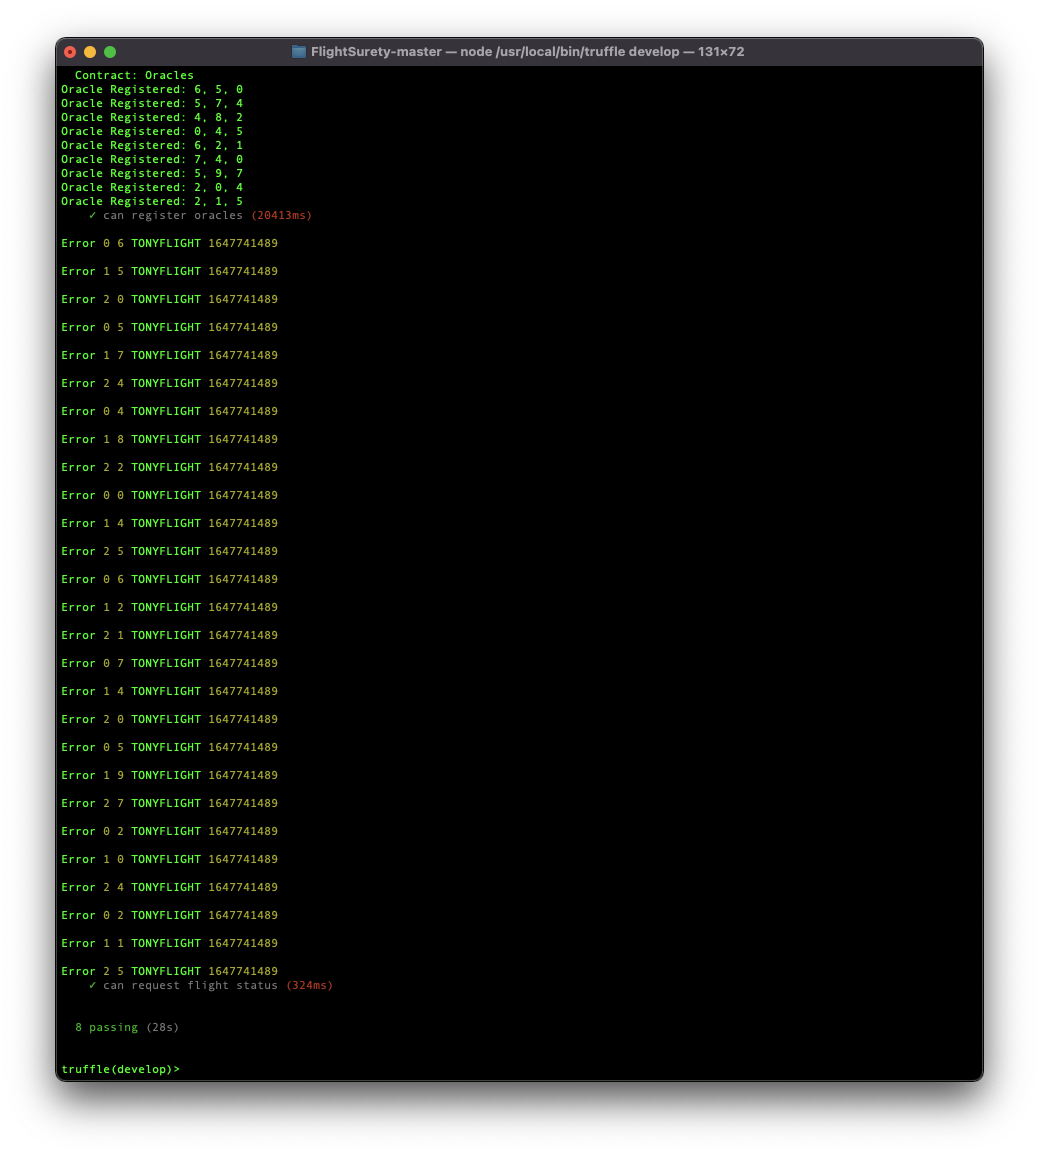 FlightSurety-master — node /usr/local/bin/truffle develop — 131×72
Contract: Oracles
Oracle Registered: 6, 5, 0
Oracle Registered: 5, 7, 4
Oracle Registered: 4, 8, 2
Oracle Registered: 0, 4, 5
Oracle Registered: 6, 2, 1
Oracle Registered: 7, 4, 0
Oracle Registered: 5, 9, 7
Oracle Registered: 2, 0, 4
Oracle Registered: 2, 1, 5
✓ can register oracles (20413ms)
Error 0 6 TONYFLIGHT 1647741489
Error 1 5 TONYFLIGHT 1647741489
Error 2 0 TONYFLIGHT 1647741489
Error 0 5 TONYFLIGHT 1647741489
Error 1 7 TONYFLIGHT 1647741489
Error 2 4 TONYFLIGHT 1647741489
Error 0 4 TONYFLIGHT 1647741489
Error 1 8 TONYFLIGHT 1647741489
Error 2 2 TONYFLIGHT 1647741489
Error 0 0 TONYFLIGHT 1647741489
Error 1 4 TONYFLIGHT 1647741489
Error 2 5 TONYFLIGHT 1647741489
Error 0 6 TONYFLIGHT 1647741489
Error 1 2 TONYFLIGHT 1647741489
Error 2 1 TONYFLIGHT 1647741489
Error 0 7 TONYFLIGHT 1647741489
Error 1 4 TONYFLIGHT 1647741489
Error 2 0 TONYFLIGHT 1647741489
Error 0 5 TONYFLIGHT 1647741489
Error 1 9 TONYFLIGHT 1647741489
Error 2 7 TONYFLIGHT 1647741489
Error 0 2 TONYFLIGHT 1647741489
Error 1 0 TONYFLIGHT 1647741489
Error 2 4 TONYFLIGHT 1647741489
Error 0 2 TONYFLIGHT 1647741489
Error 1 1 TONYFLIGHT 1647741489
Error 2 5 TONYFLIGHT 1647741489
✓ can request flight status (324ms)
8 passing (28s)
truffle(develop)>